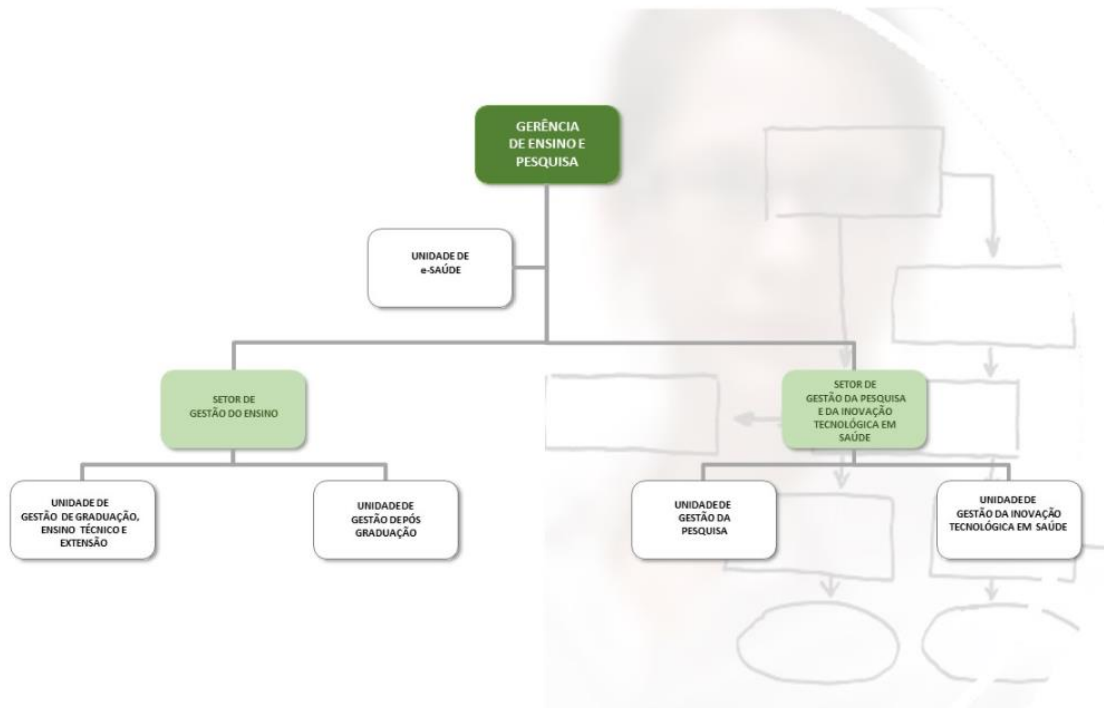 GERÊNCIA
DE ENSINO E
PESQUISA
UNIDADE DE
e-SAÚDE
SETOR DE
GESTÃO DO ENSINO
SETOR DE
GESTÃO DA PESQUISA
E DA INOVAÇÃO
TECNOLÓGICA EM
SAÚDE
UNIDADE DE
GESTÃO DE GRADUAÇÃO,
ENSINO TÉCNICO E
EXTENSÃO
UNIDADE DE
GESTÃO DE PÓS
GRADUAÇÃO
UNIDADE DE
GESTÃO DA
PESQUISA
UNIDADE DE
GESTÃO DA INOVAÇÃO
TECNOLÓGICA EM SAÚDE